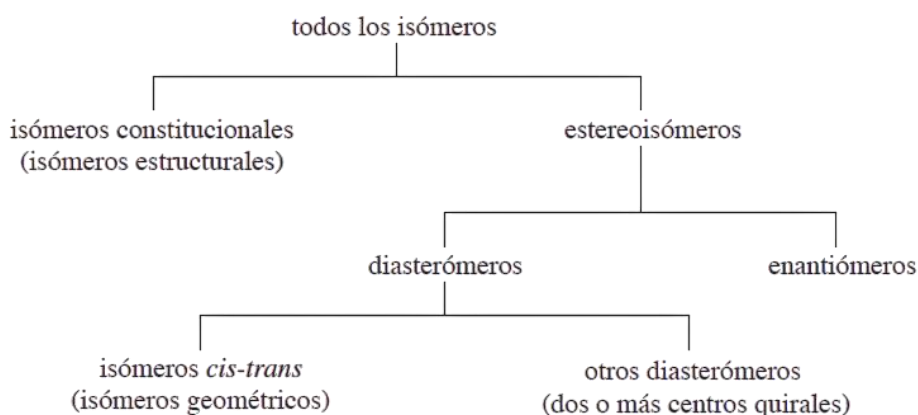 todos los isómeros
isómeros constitucionales
(isómeros estructurales)
estereoisómeros
diasterómeros
enantiómeros
isómeros cis-trans
(isómeros geométricos)
otros diasterómeros
(dos o más centros quirales)